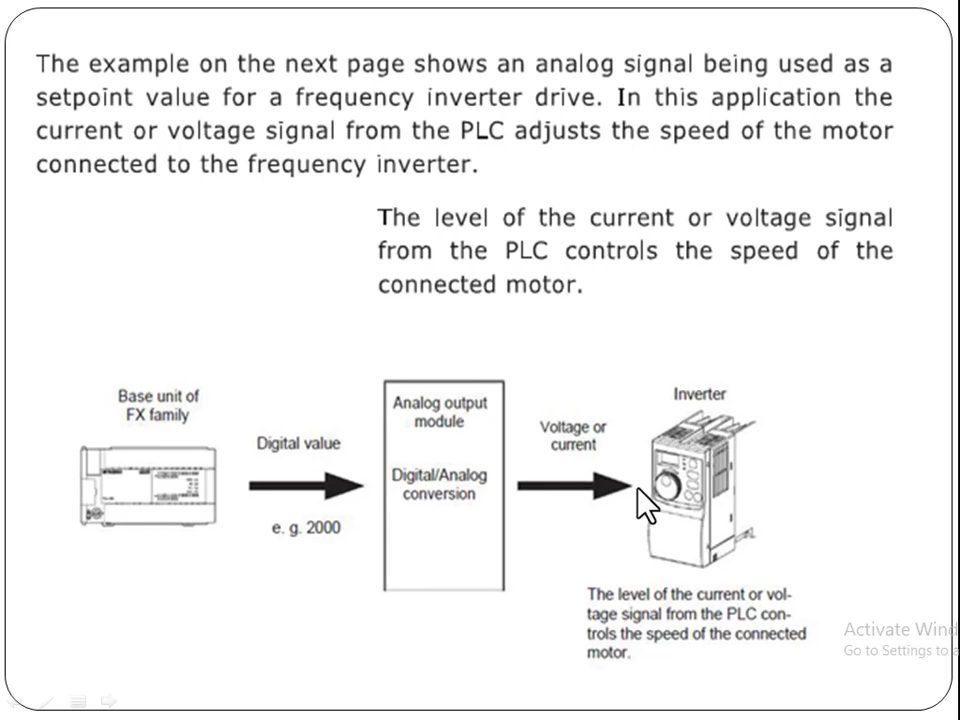 The example on the next page shows an analog signal being used as a
setpoint value for a frequency inverter drive. In this application the
current or voltage signal from the PLC adjusts the speed of the motor
connected to the frequency inverter.
The level of the current or voltage signal
from the PLC controls the speed of the
connected motor.
Base unit of
FX family
Digital value
e. g. 2000
Analog output
module
Digital/Analog
conversion
Voltage or
current
Inverter
The level of the current or vol-
tage signal from the PLC con-
trols the speed of the connected
motor.
Activate Wind
Go to Settings to a